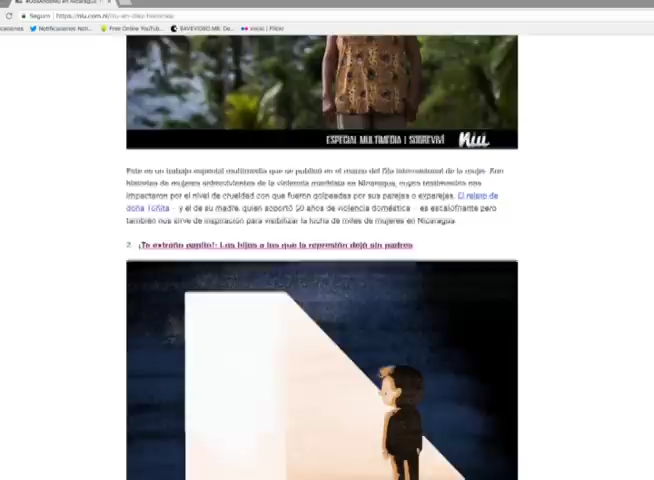 Seguro | https://niu.com.ni/niu-en-diez-historias
Notificaciones Noti...
Free Online YouTub...
SAVEVIDEO.ME: De...
Inicio | Flickr
ESPECIAL MULTIMEDIA | SOBREVIVÍ Niú
Este es un trabajo especial multimedia que se publicó en el marco del Día internacional de la mujer. Son
historias de mujeres sobrevivientes de la violencia machista en Nicaragua, cuyos testimonios nos
impactaron por el nivel de crueldad con que fueron golpeadas por sus parejas o exparejas. El relato de
doña Toñita – y el de su madre, quien soportó 50 años de violencia doméstica – es escalofriante pero
también nos sirve de inspiración para visibilizar la lucha de miles de mujeres en Nicaragua.
2. ¡Te extraño papito!: Los hijos a los que la represión dejó sin padres